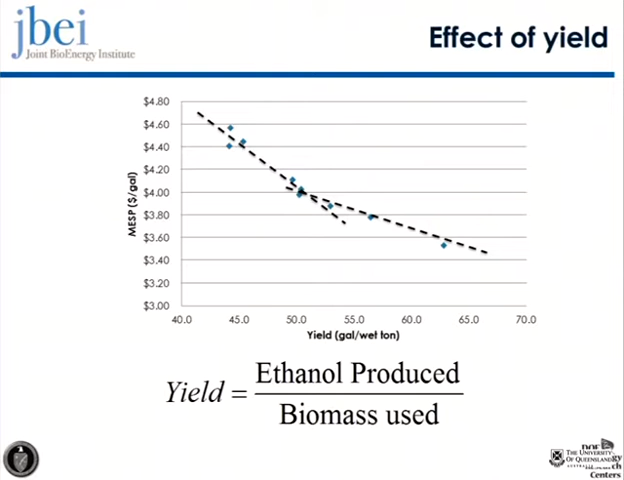 jbei
Joint BioEnergy Institute
Effect of yield
$4.80
$4.60
$4.40
$4.20
$4.00
$3.80
$3.60
$3.40
$3.20
$3.00
MESP ($/gal)
40.0 45.0 50.0 55.0 60.0 65.0 70.0
Yield (gal/wet ton)
Yield = Ethanol Produced
Biomass used
THE UNIVERSITY
OF QUEENSLAND
Centers